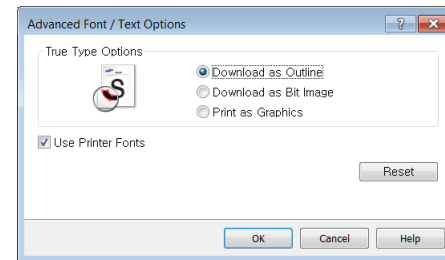 Advanced Font / Text Options
True Type Options
S
Download as Outline
Download as Bit Image
Print as Graphics
Use Printer Fonts
Reset
OK Cancel Help